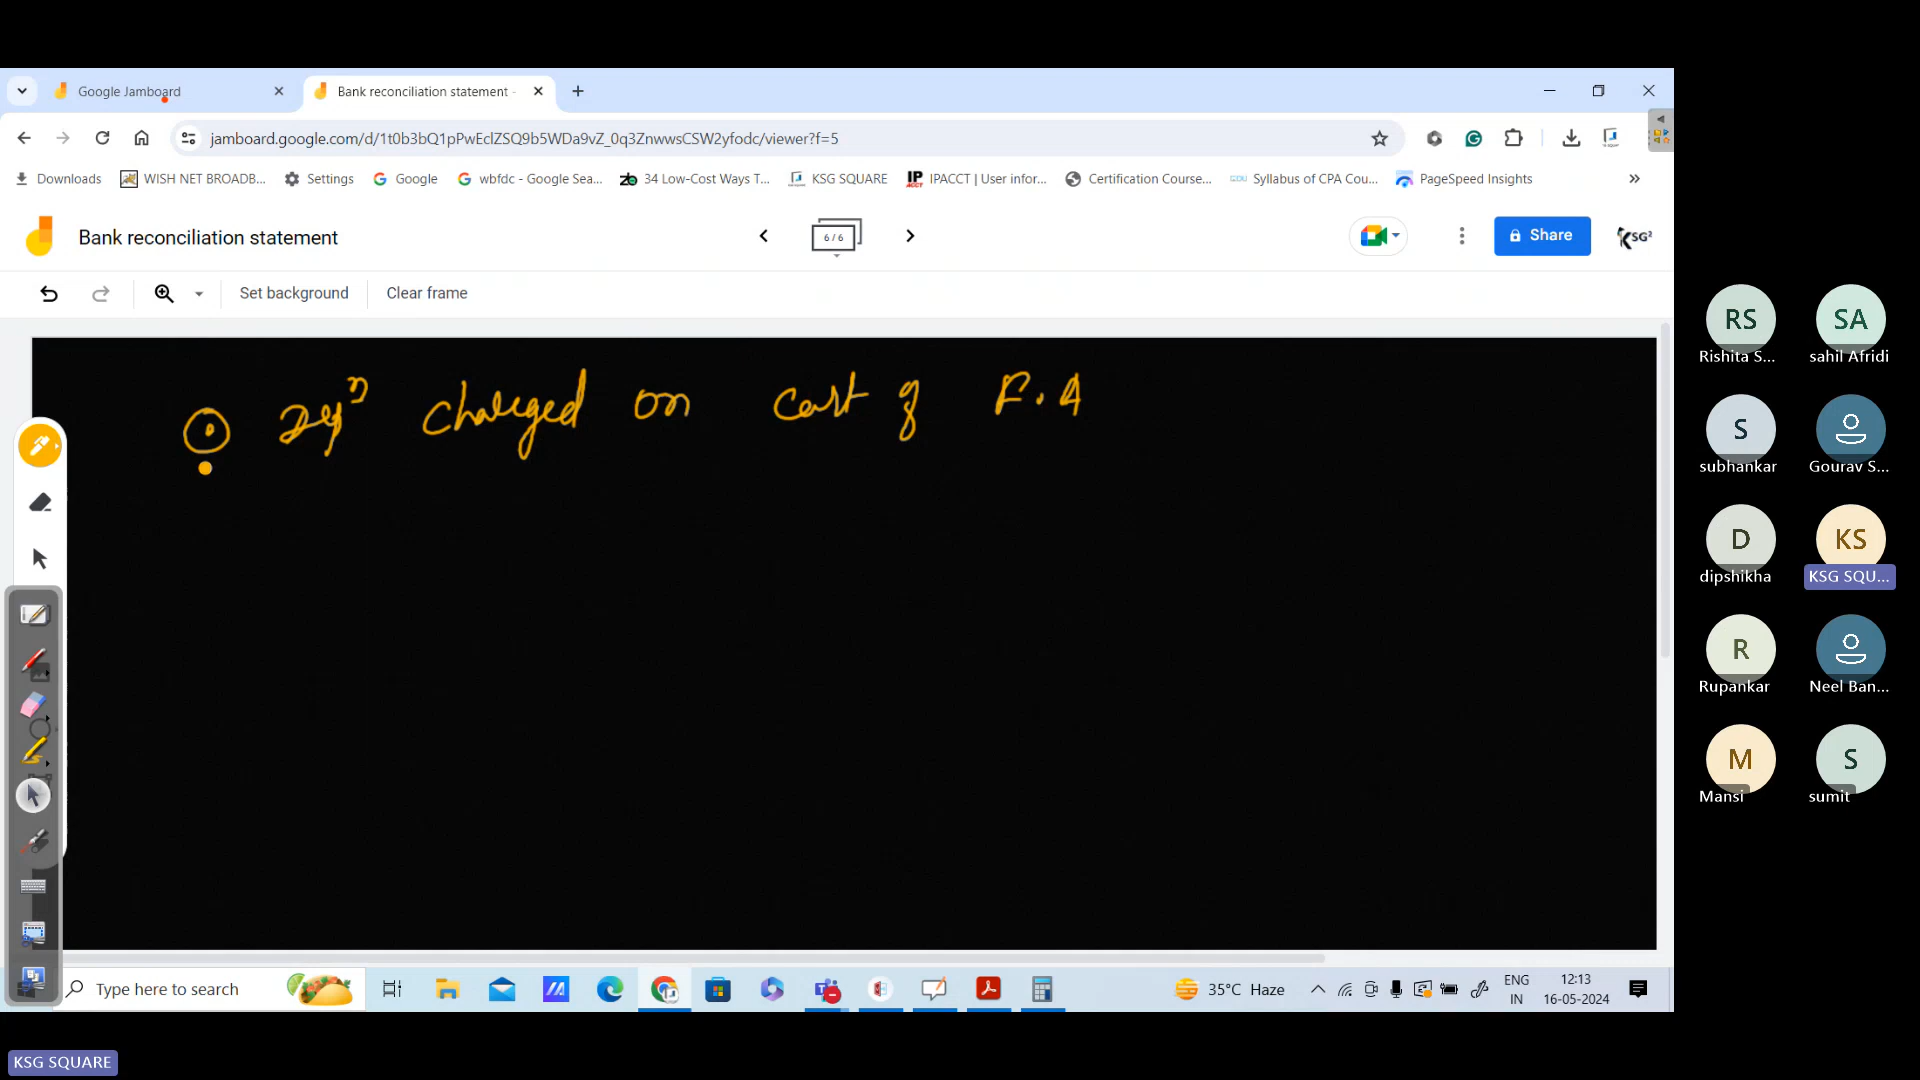 Google Jamboard
Bank reconciliation statement -
jamboard.google.com/d/1t0b3bQ1pPwEclZSQ9b5WDa9vZ_0q3ZnwwsCSW2yfodc/viewer?f=5
Downloads WISH NET BROADB... Settings Google wbfdc - Google Sea... 34 Low-Cost Ways T... KSG SQUARE IPACCT | User infor... Certification Course... Syllabus of CPA Cou... PageSpeed Insights
Bank reconciliation statement 6 / 6 Share KSG²
Set background Clear frame
charged on cost of F.A
RS SA
Rishita S... sahil Afridi
S
subhankar Gourav S...
D KS
dipshikha KSG SQU...
R
Rupankar Neel Ban...
M S
Mansi sumit
Type here to search 35°C Haze ENG IN 12:13 16-05-2024
KSG SQUARE